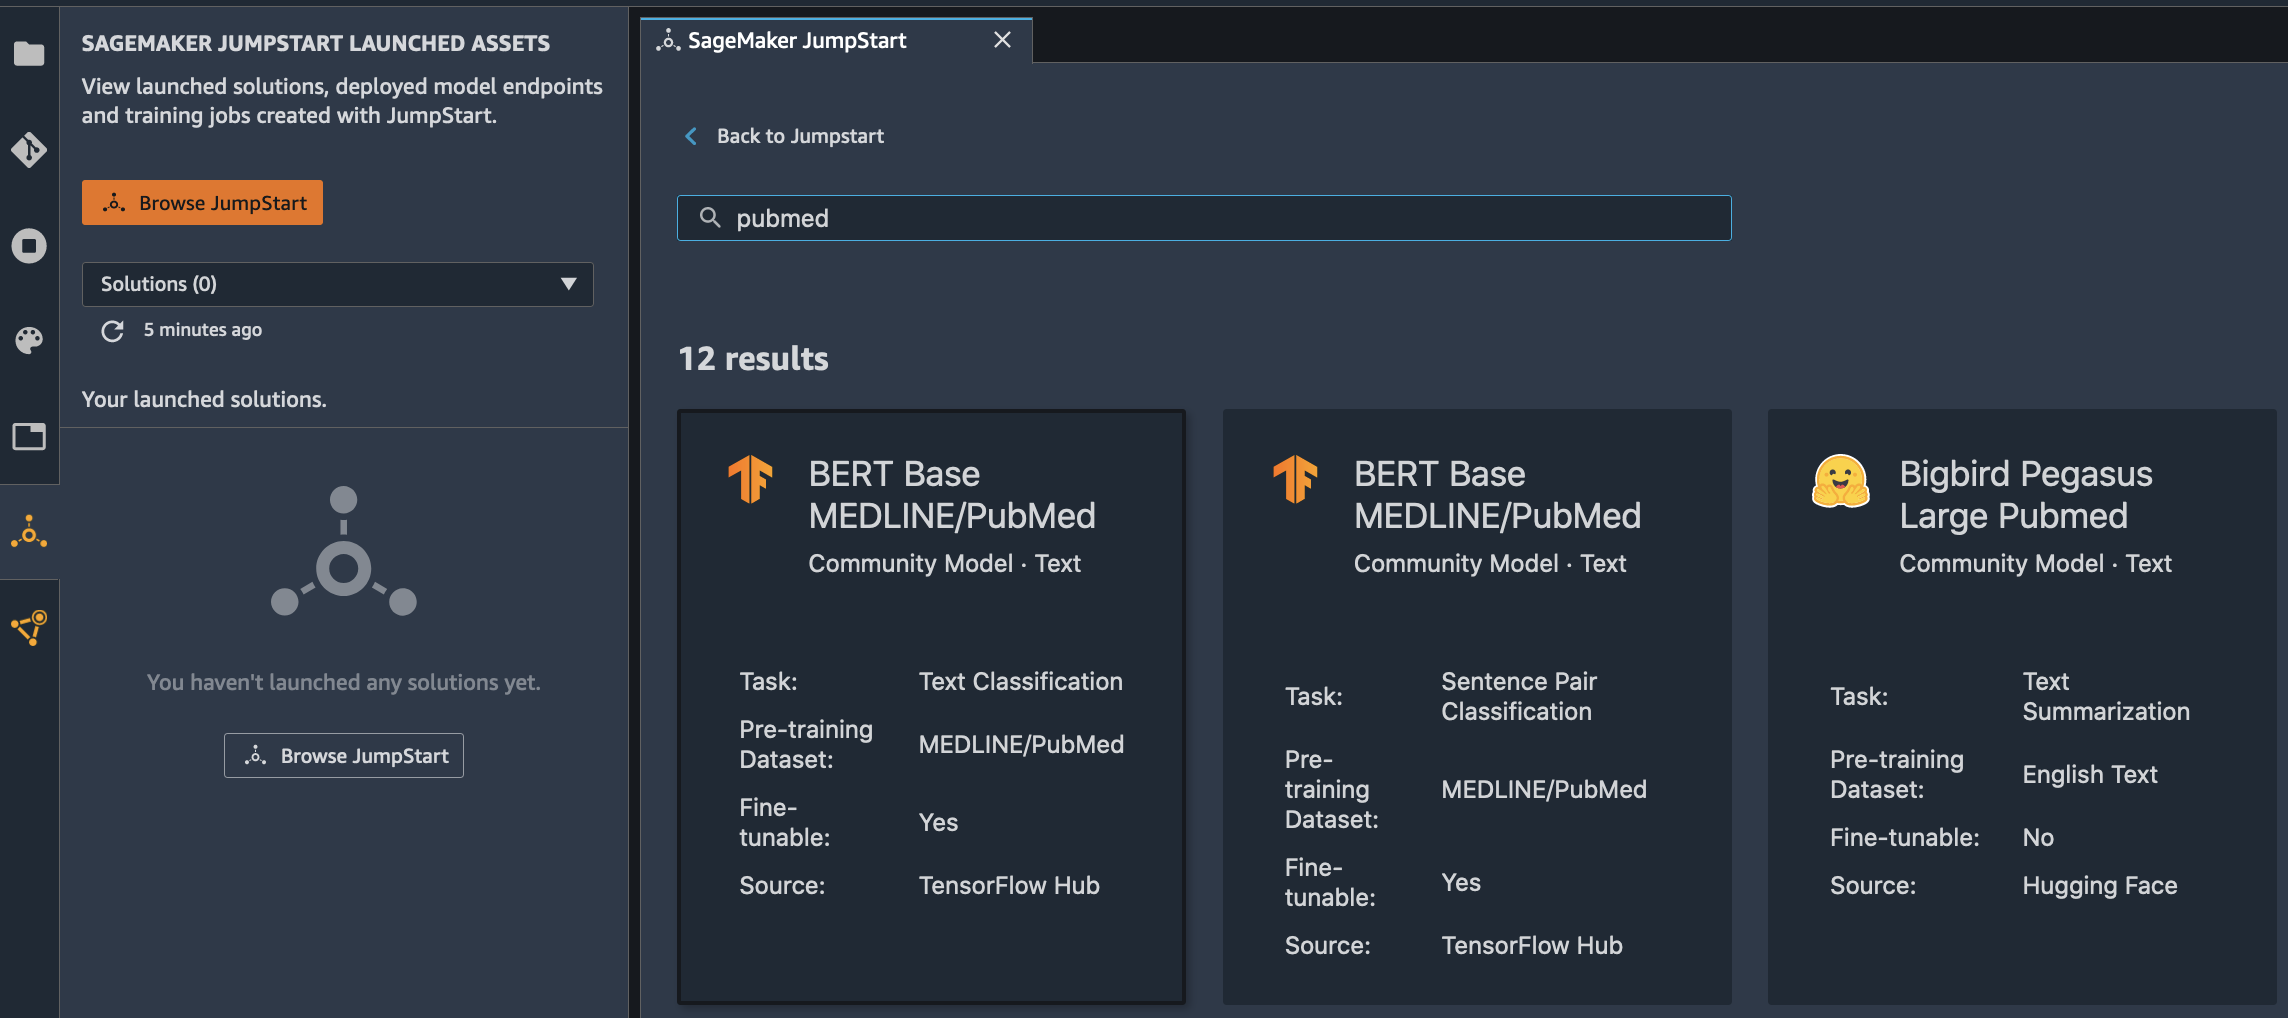 SAGEMAKER JUMPSTART LAUNCHED ASSETS
View launched solutions, deployed model endpoints
and training jobs created with JumpStart.
Browse JumpStart
Solutions (0)
5 minutes ago
Your launched solutions.
You haven't launched any solutions yet.
Browse JumpStart
SageMaker JumpStart
Back to Jumpstart
pubmed
12 results
BERT Base
MEDLINE/PubMed
Community Model · Text
Task: Text Classification
Pre-training
Dataset: MEDLINE/PubMed
Fine-
tunable: Yes
Source: TensorFlow Hub
BERT Base
MEDLINE/PubMed
Community Model · Text
Task: Sentence Pair
Classification
Pre-
training
Dataset: MEDLINE/PubMed
Fine-
tunable: Yes
Source: TensorFlow Hub
Bigbird Pegasus
Large Pubmed
Community Model · Text
Task: Text
Summarization
Pre-training
Dataset: English Text
Fine-tunable: No
Source: Hugging Face